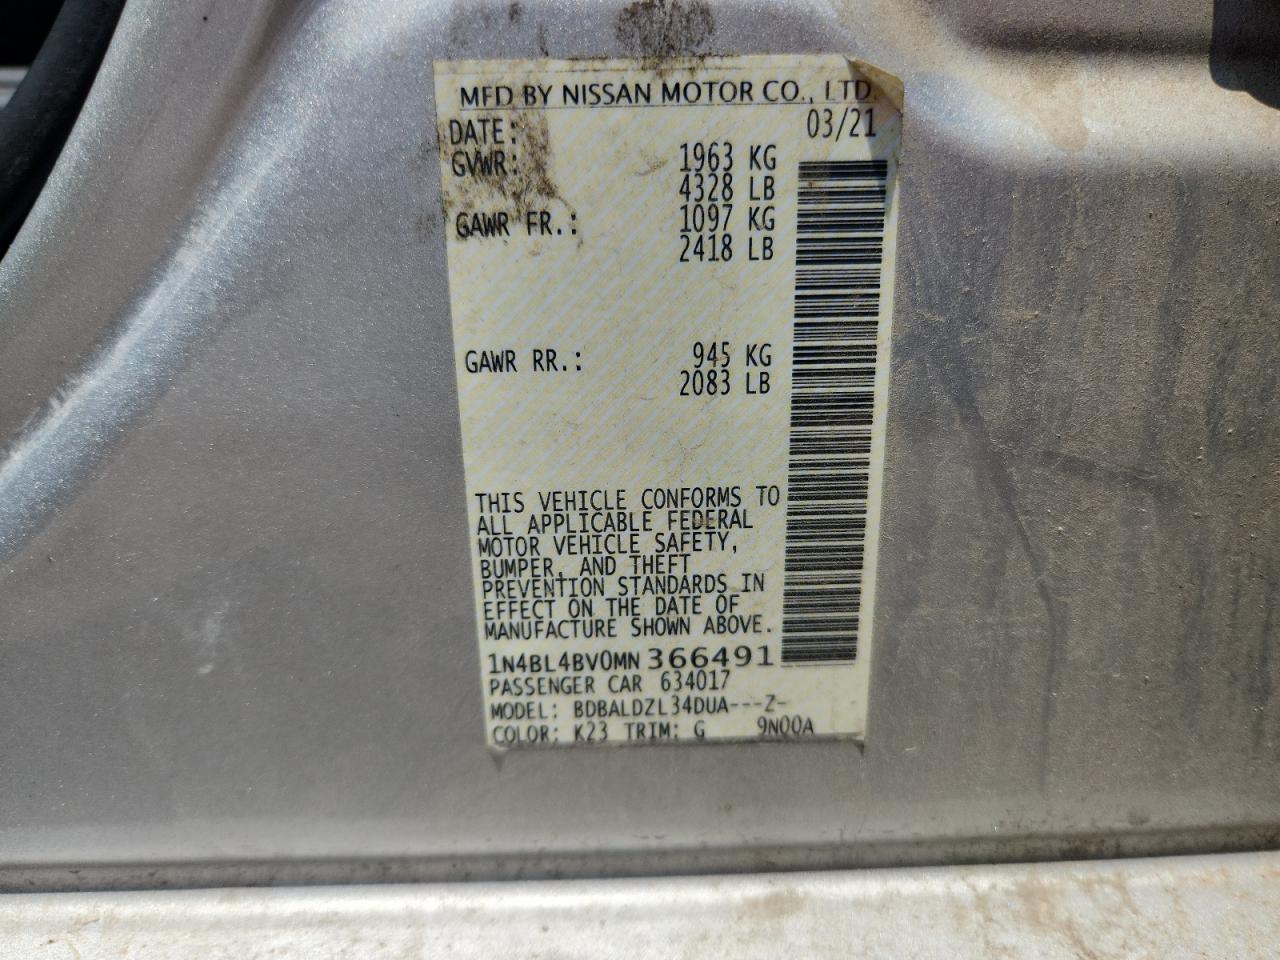 MFD BY NISSAN MOTOR CO., LTD.
DATE: 03/21
GVWR: 1963 KG
4328 LB
GAWR FR.: 1097 KG
2418 LB
GAWR RR.: 945 KG
2083 LB
THIS VEHICLE CONFORMS TO
ALL APPLICABLE FEDERAL
MOTOR VEHICLE SAFETY,
BUMPER, AND THEFT
PREVENTION STANDARDS IN
EFFECT ON THE DATE OF
MANUFACTURE SHOWN ABOVE.
1N4BL4BV0MN366491
PASSENGER CAR 634017
MODEL: BDBALDZL34DUA---Z-
COLOR: K23 TRIM: G 9N00A